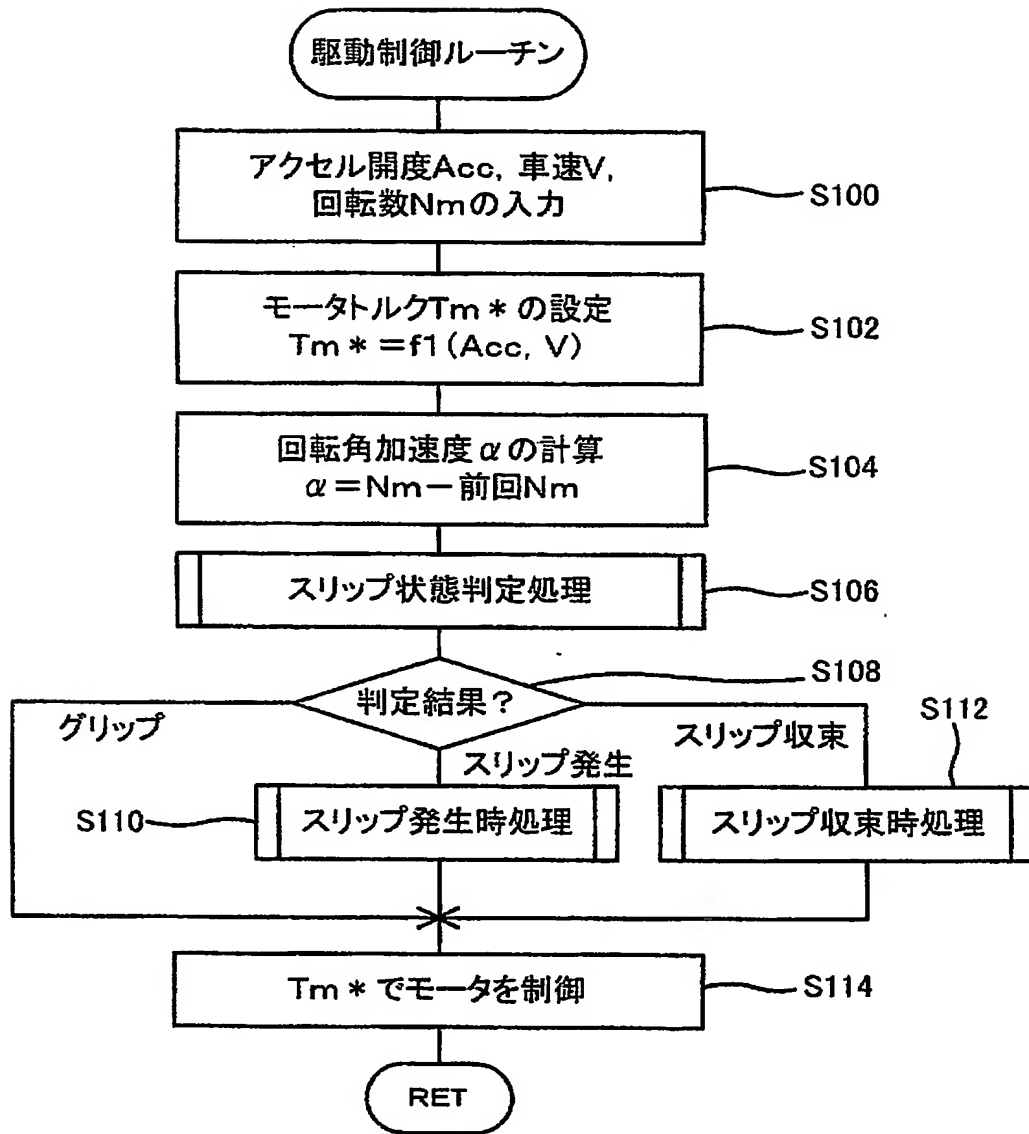 駆動制御ルーチン
アクセル開度Acc, 車速V,
回転数Nmの入力
S100
モータトルクTm*の設定
Tm*=f1(Acc, V)
S102
回転角加速度αの計算
α=Nm-前回Nm
S104
スリップ状態判定処理
S106
判定結果?
S108
グリップ
スリップ発生
スリップ収束
S112
S110
スリップ発生時処理
スリップ収束時処理
Tm*でモータを制御
S114
RET